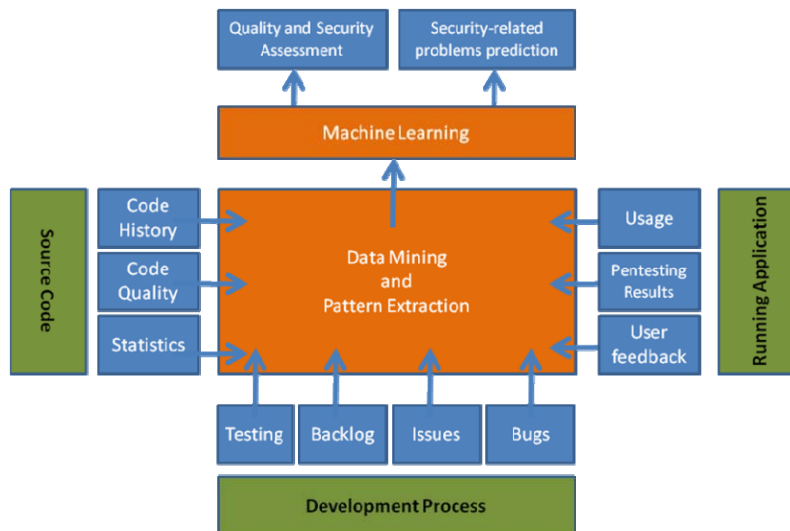 Quality and Security
Assessment
Security-related
problems prediction
Machine Learning
Source Code
Code
History
Code
Quality
Statistics
Data Mining
and
Pattern Extraction
Usage
Pentesting
Results
User
feedback
Running Application
Testing
Backlog
Issues
Bugs
Development Process